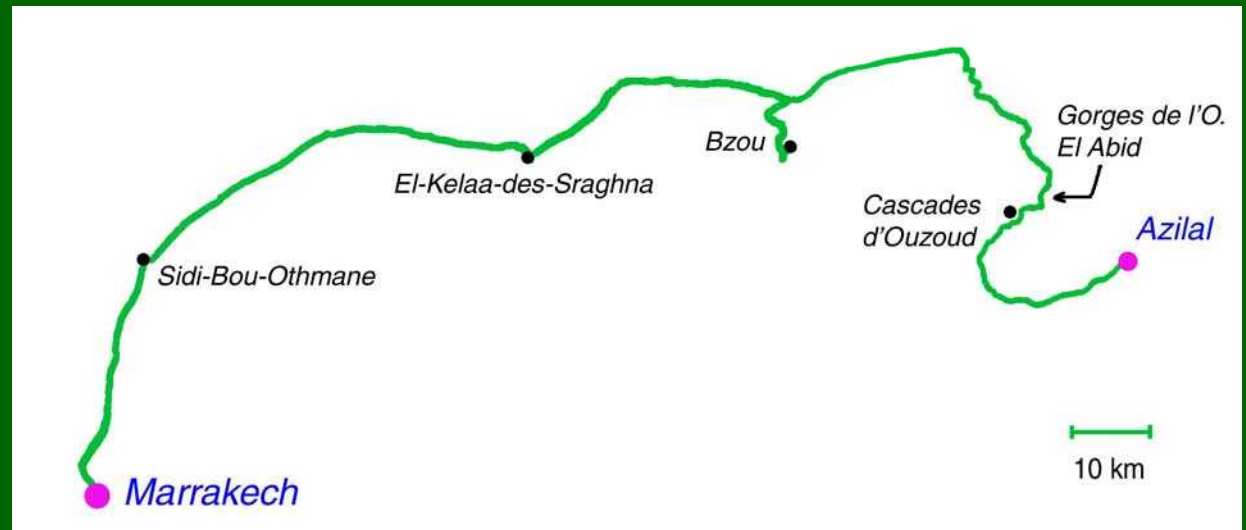 Gorges de l'O.
El Abid
Bzou
El-Kelaa-des-Sraghna
Cascades
d'Ouzoud
Azilal
Sidi-Bou-Othmane
10 km
Marrakech